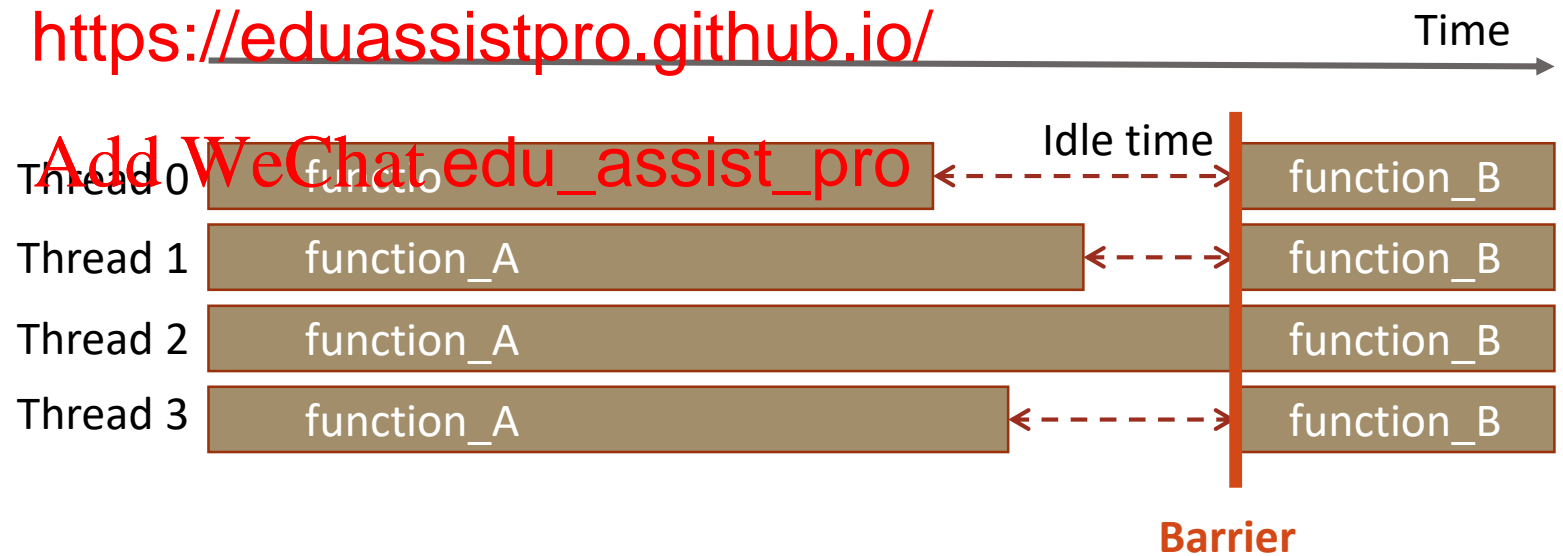 https://eduassistpro.github.io/
Time
Add WeChat edu_assist_pro
Idle time
Thread 0 functio function_B
Thread 1 function_A function_B
Thread 2 function_A function_B
Thread 3 function_A function_B
Barrier